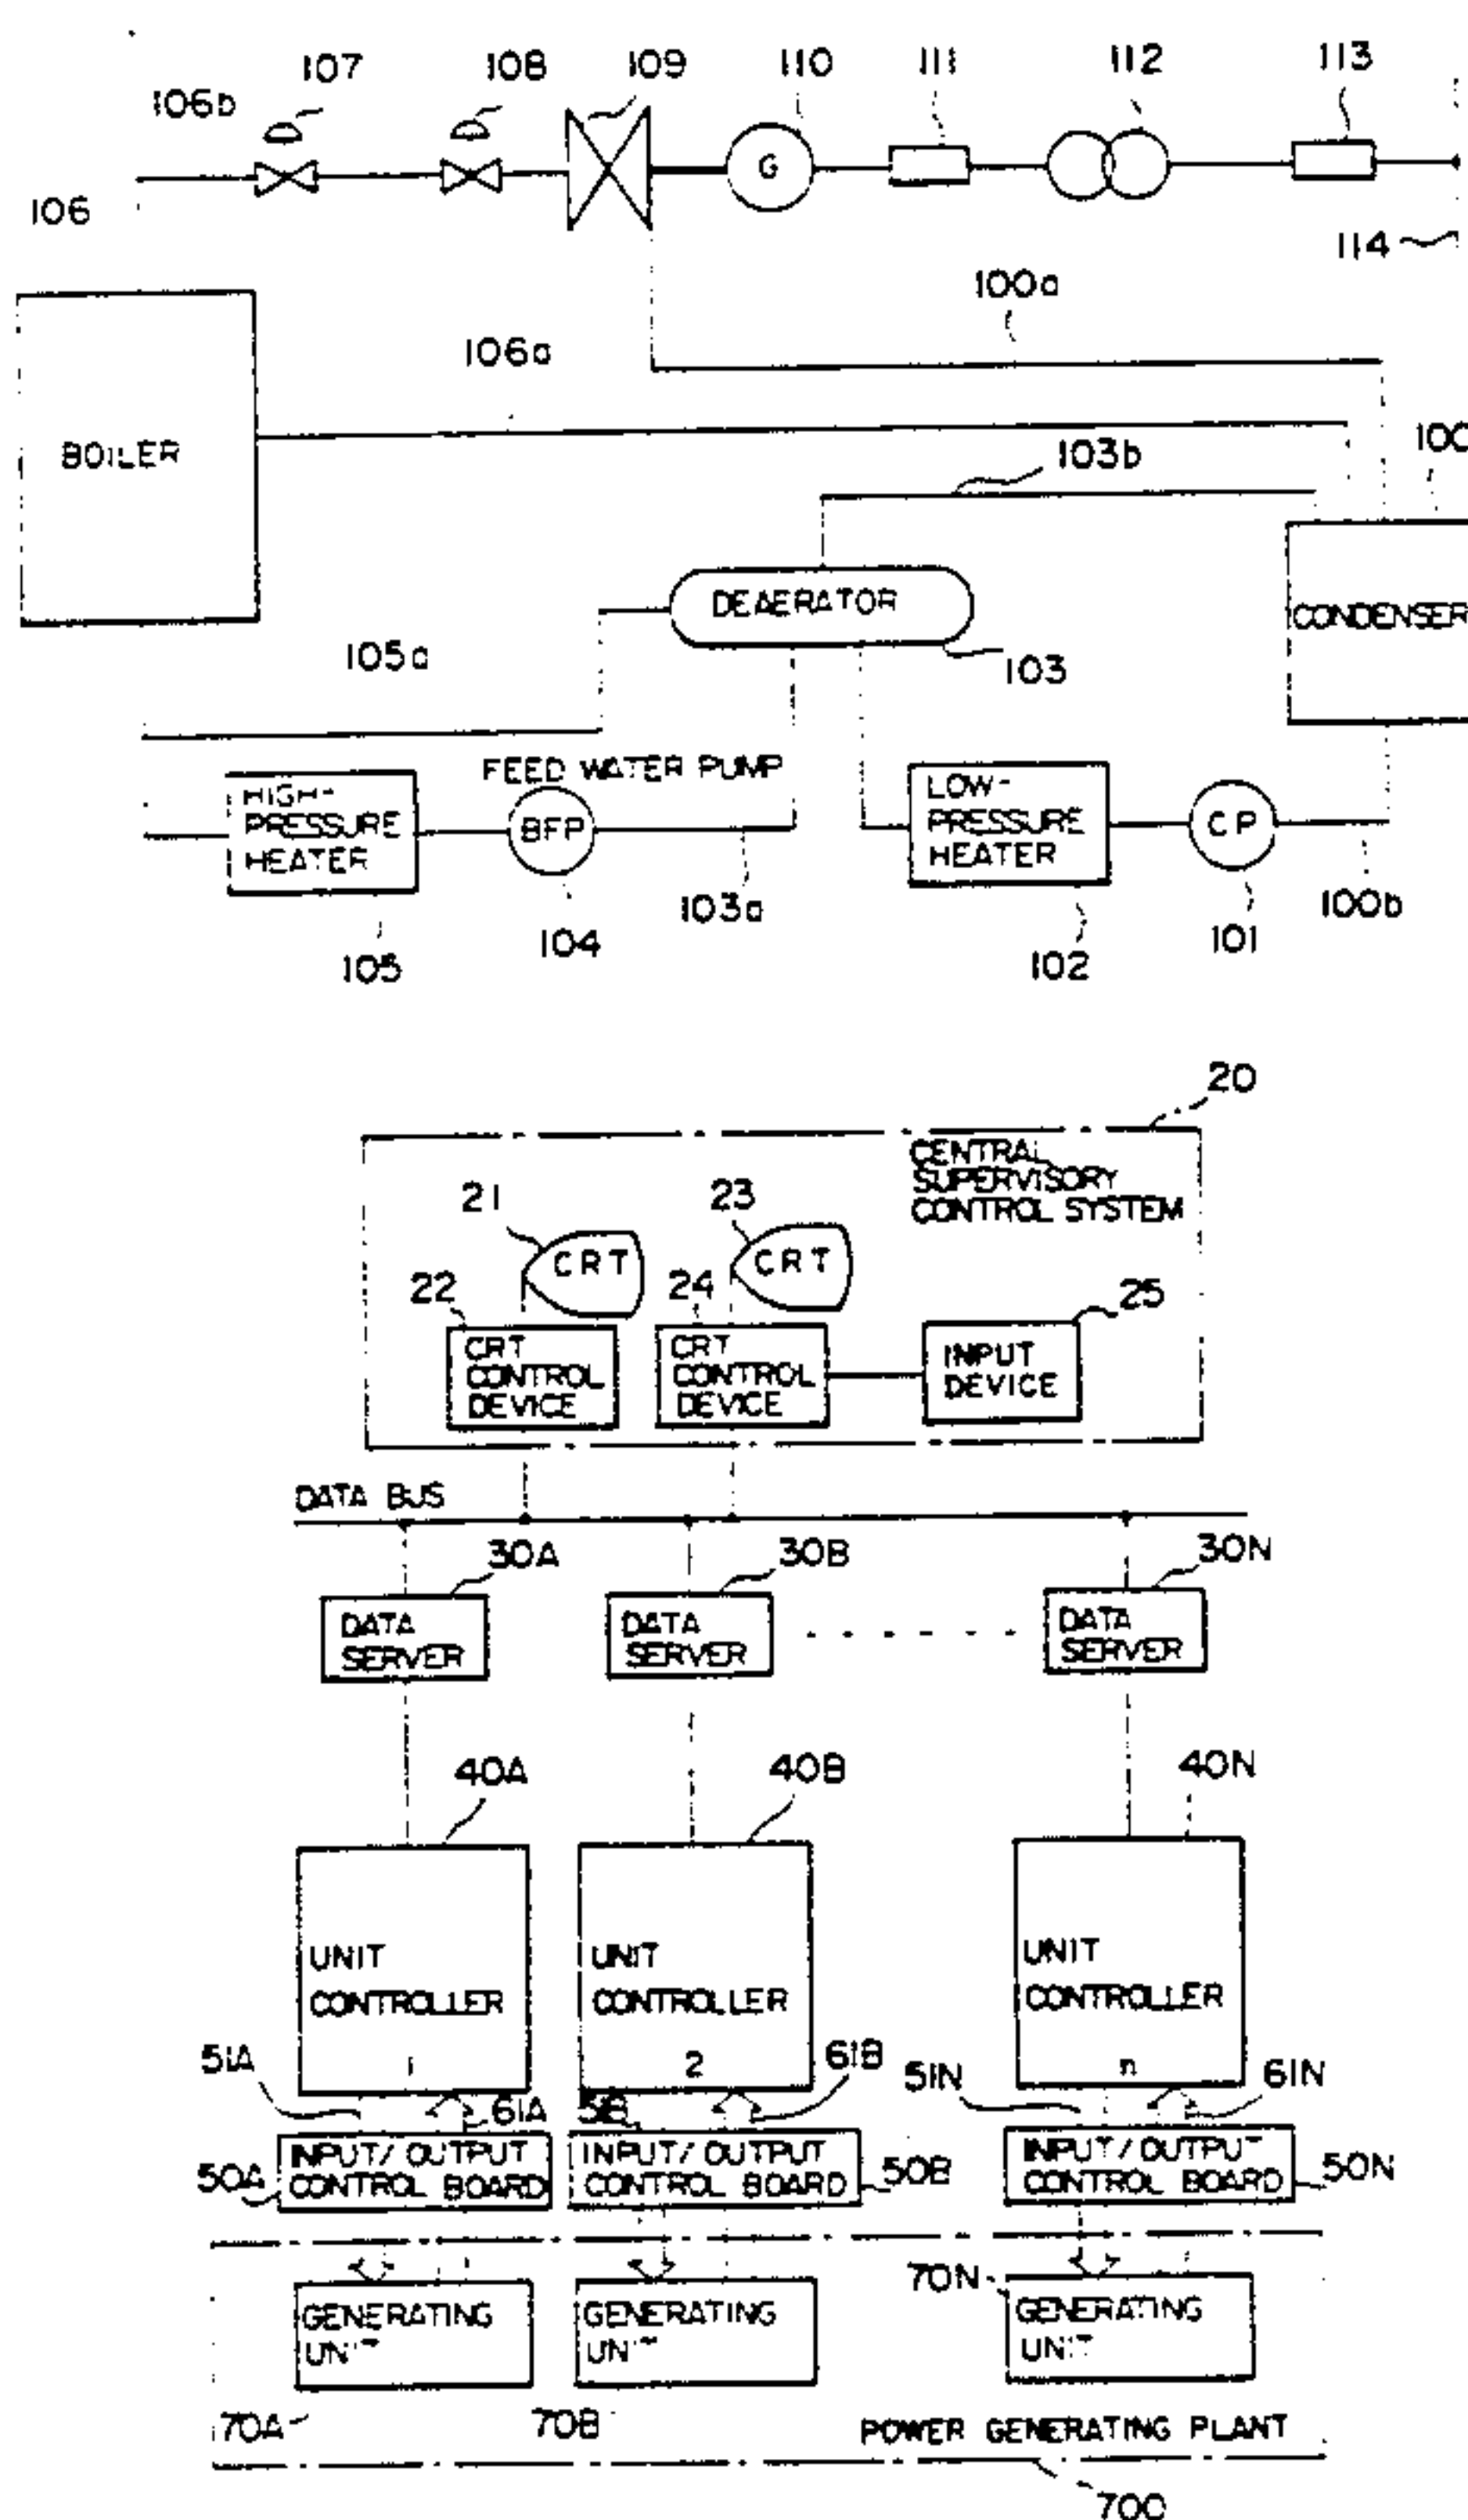 107
108
109
110
111
112
113
106b
G
106
114
100a
106a
BOILER
100
103b
DEAERATOR
CONDENSER
105a
103
FEED WATER PUMP
HIGH-
PRESSURE
HEATER
BFP
LOW-
PRESSURE
HEATER
CP
103a
100b
104
101
105
102
20
CENTRAL
SUPERVISORY
CONTROL SYSTEM
21
23
CRT
CRT
22
24
25
CRT
CONTROL
DEVICE
CRT
CONTROL
DEVICE
INPUT
DEVICE
DATA BUS
30A
30B
30N
DATA
SERVER
DATA
SERVER
DATA
SERVER
40A
40B
40N
UNIT
CONTROLLER
1
UNIT
CONTROLLER
2
UNIT
CONTROLLER
n
51A
61A
61B
51N
61N
INPUT/OUTPUT
CONTROL BOARD
INPUT/OUTPUT
CONTROL BOARD
INPUT/OUTPUT
CONTROL BOARD
50A
50B
50N
70N
GENERATING
UNIT
GENERATING
UNIT
GENERATING
UNIT
70A
70B
POWER GENERATING PLANT
700